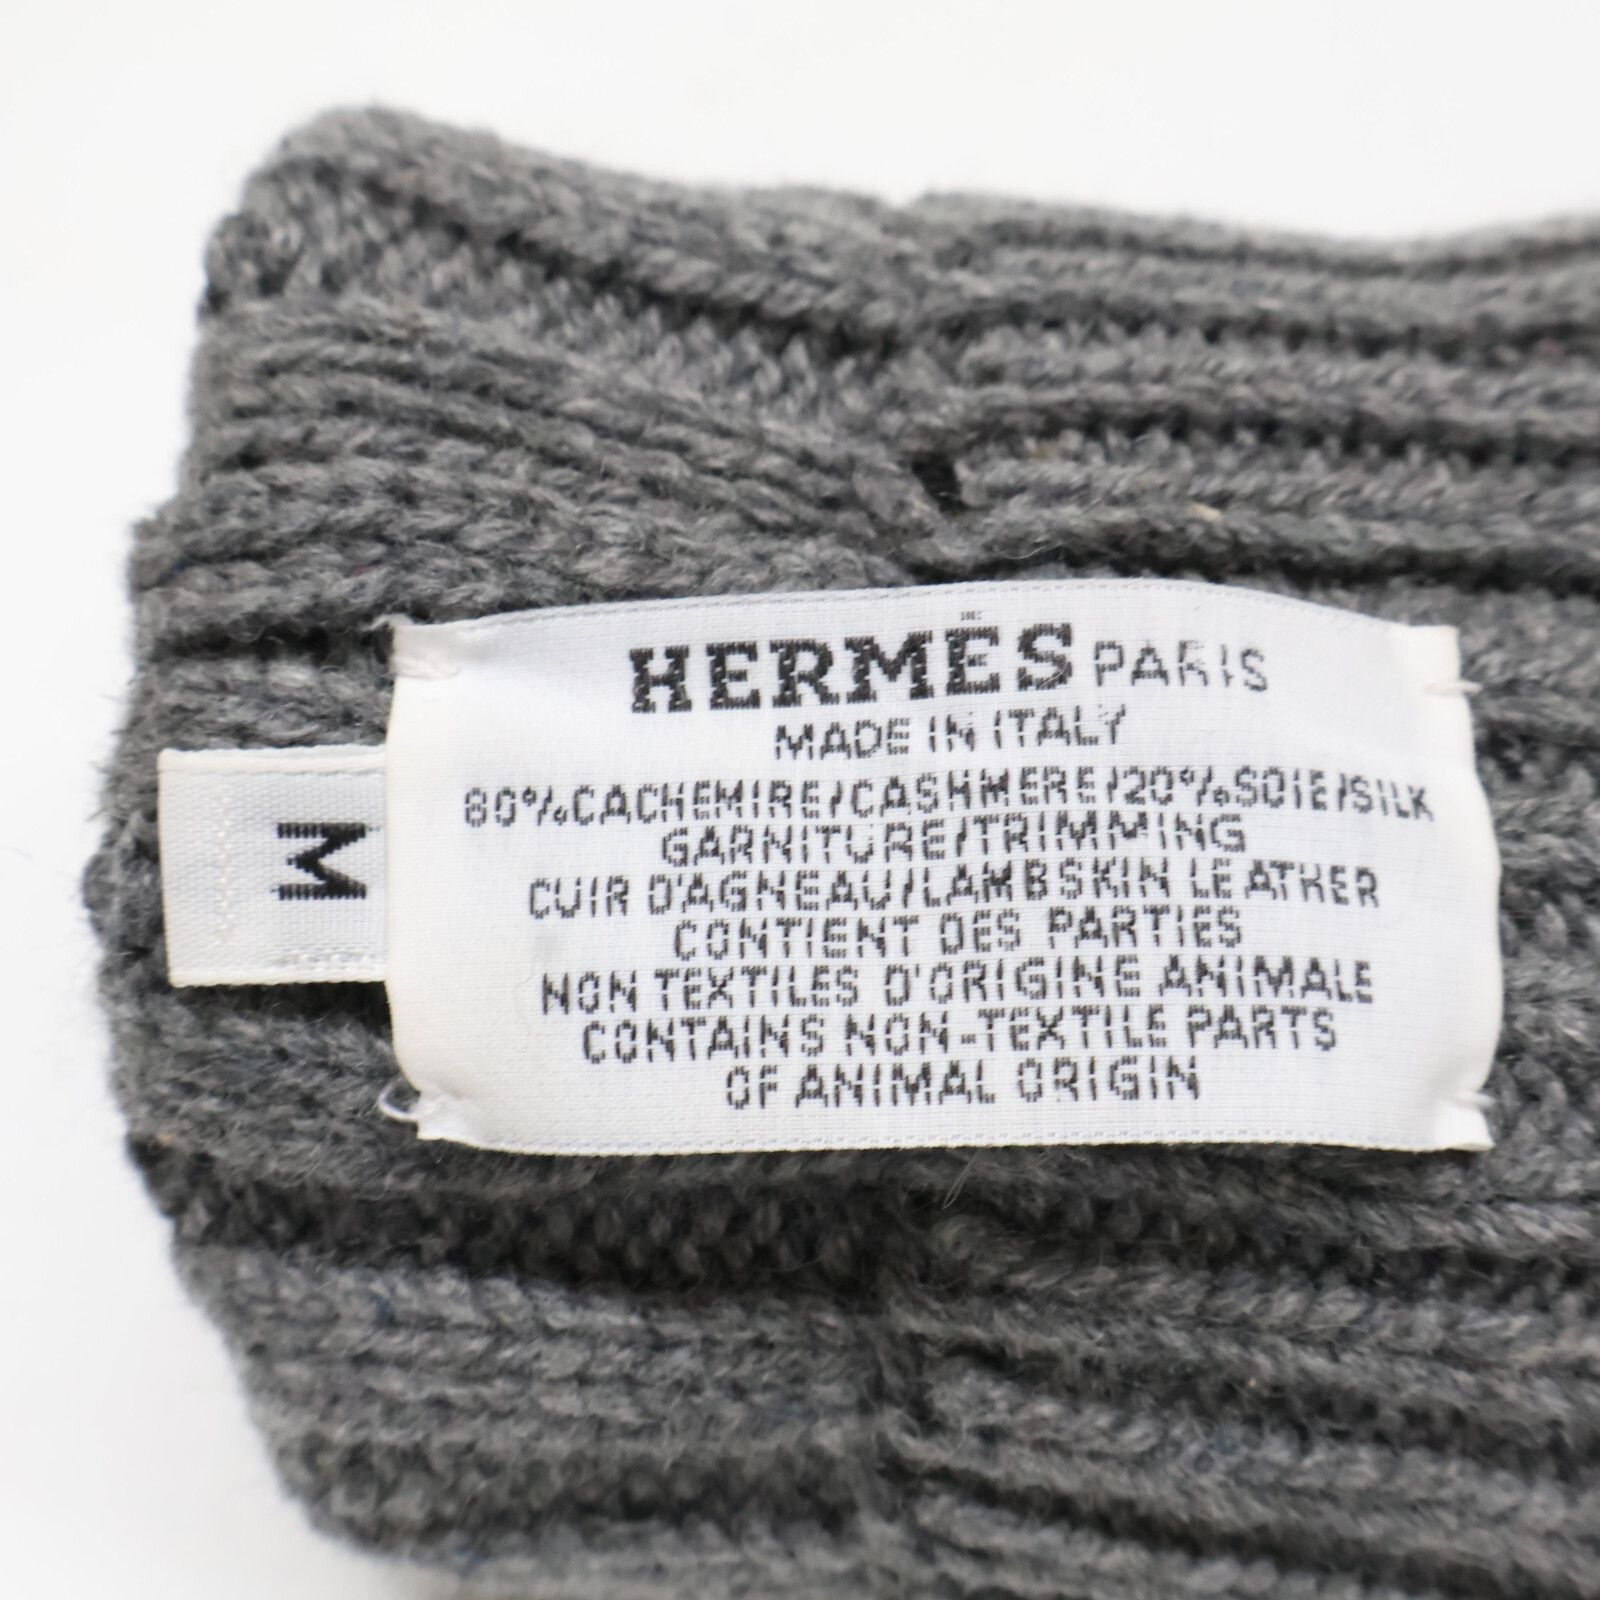 HERMÈS PARIS
MADE IN ITALY
80%CACHEMIRE/CASHMERE/20%SOIE/SILK
GARNITURE/TRIMMING
CUIR D'AGNEAU/LAMBSKIN LEATHER
CONTIENT DES PARTIES
NON TEXTILES D'ORIGINE ANIMALE
CONTAINS NON-TEXTILE PARTS
OF ANIMAL ORIGIN
M